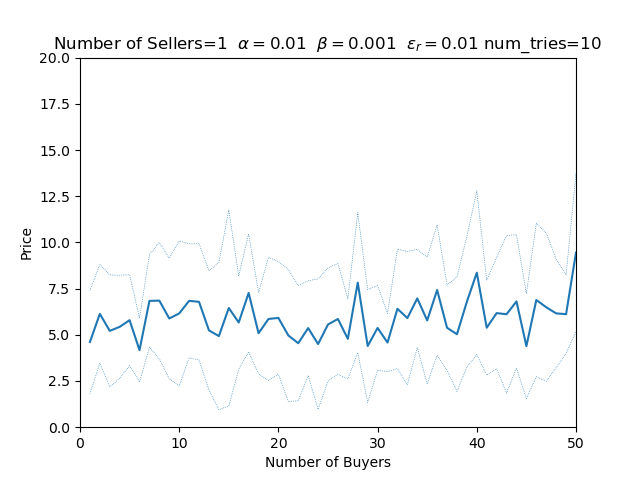 Number of Sellers=1 α = 0.01 β = 0.001 εᵣ = 0.01 num_tries=10
20.0
17.5
15.0
12.5
10.0
7.5
5.0
2.5
0.0
Price
0 10 20 30 40 50
Number of Buyers